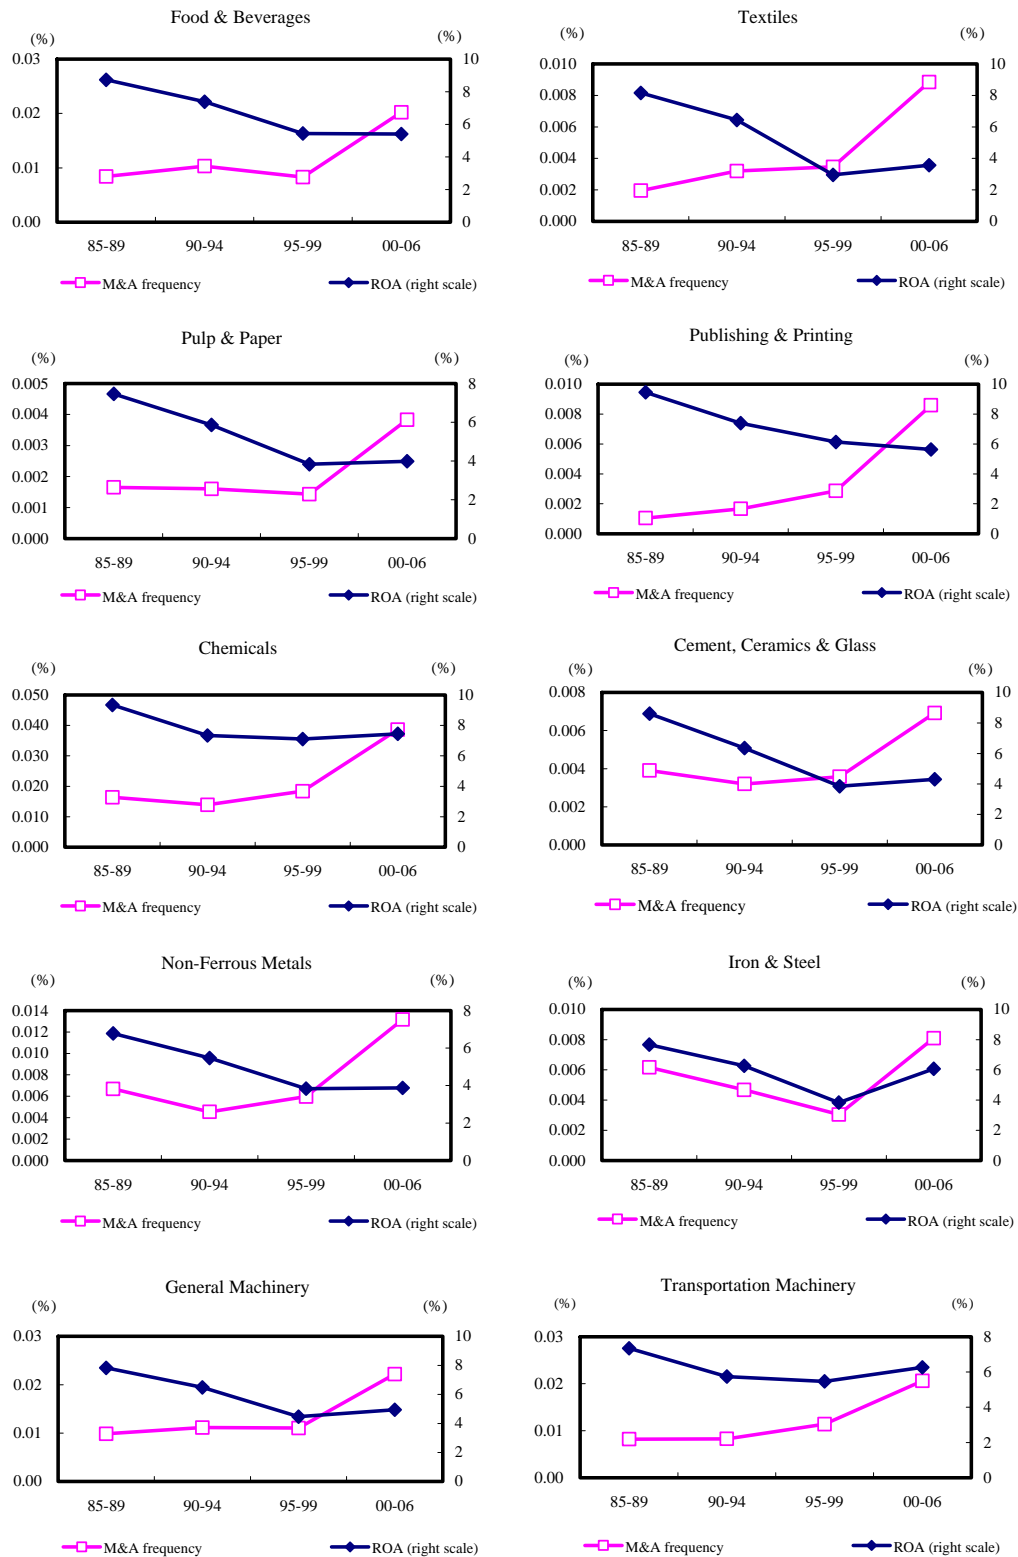 Food & Beverages
(%) (%)
0.03 10
8
0.02
6
4
0.01
2
0.00 0
85-89 90-94 95-99 00-06
M&A frequency ROA (right scale)
Textiles
(%) (%)
0.010 10
0.008 8
0.006 6
0.004 4
0.002 2
0.000 0
85-89 90-94 95-99 00-06
M&A frequency ROA (right scale)
Pulp & Paper
(%) (%)
0.005 8
0.004
6
0.003
4
0.002
2
0.001
0.000 0
85-89 90-94 95-99 00-06
M&A frequency ROA (right scale)
Publishing & Printing
(%) (%)
0.010 10
0.008 8
0.006 6
0.004 4
0.002 2
0.000 0
85-89 90-94 95-99 00-06
M&A frequency ROA (right scale)
Chemicals
(%) (%)
0.050 10
0.040 8
0.030 6
0.020 4
0.010 2
0.000 0
85-89 90-94 95-99 00-06
M&A frequency ROA (right scale)
Cement, Ceramics & Glass
(%) (%)
0.008 10
8
0.006
6
0.004
4
0.002
2
0.000 0
85-89 90-94 95-99 00-06
M&A frequency ROA (right scale)
Non-Ferrous Metals
(%) (%)
0.014 8
0.012
6
0.010
0.008
4
0.006
0.004
2
0.002
0.000 0
85-89 90-94 95-99 00-06
M&A frequency ROA (right scale)
Iron & Steel
(%) (%)
0.010 10
0.008 8
0.006 6
0.004 4
0.002 2
0.000 0
85-89 90-94 95-99 00-06
M&A frequency ROA (right scale)
General Machinery
(%) (%)
0.03 10
8
0.02
6
4
0.01
2
0.00 0
85-89 90-94 95-99 00-06
M&A frequency ROA (right scale)
Transportation Machinery
(%) (%)
0.03 8
6
0.02
4
0.01
2
0.00 0
85-89 90-94 95-99 00-06
M&A frequency ROA (right scale)